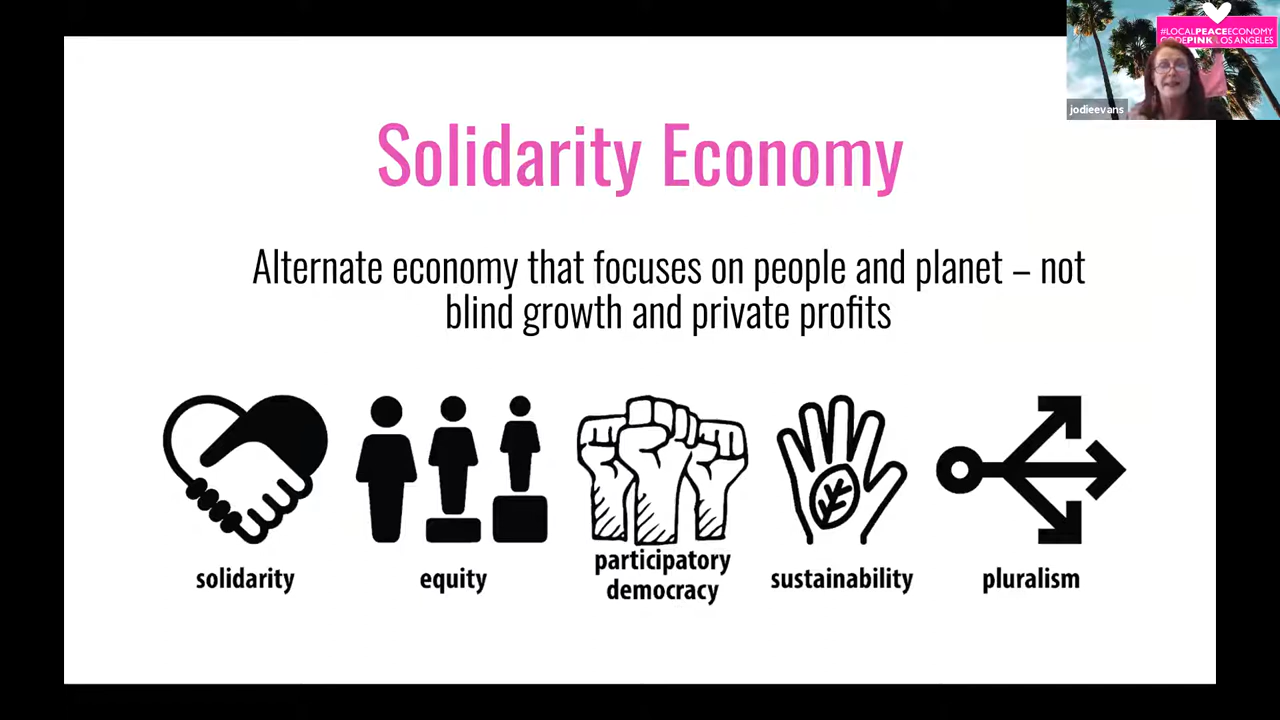 #LOCALPEACEECONOMY
CODEPINK LOS ANGELES
jodieevans
Solidarity Economy
Alternate economy that focuses on people and planet – not
blind growth and private profits
solidarity
equity
participatory
democracy
sustainability
pluralism